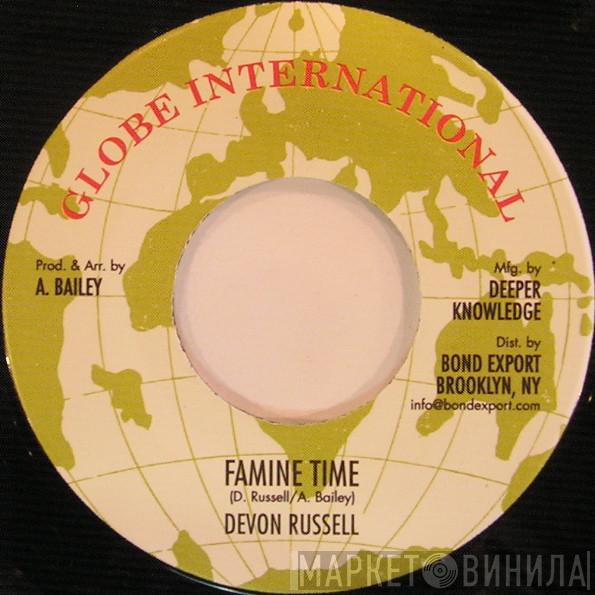 GLOBE INTERNATIONAL
Prod. & Arr. by
A. BAILEY
Mfg. by
DEEPER
KNOWLEDGE
Dist. by
BOND EXPORT
BROOKLYN, NY
info@bondexport.com
FAMINE TIME
(D. Russell/A. Bailey)
DEVON RUSSELL
МАРКЕТ ВИНИЛА